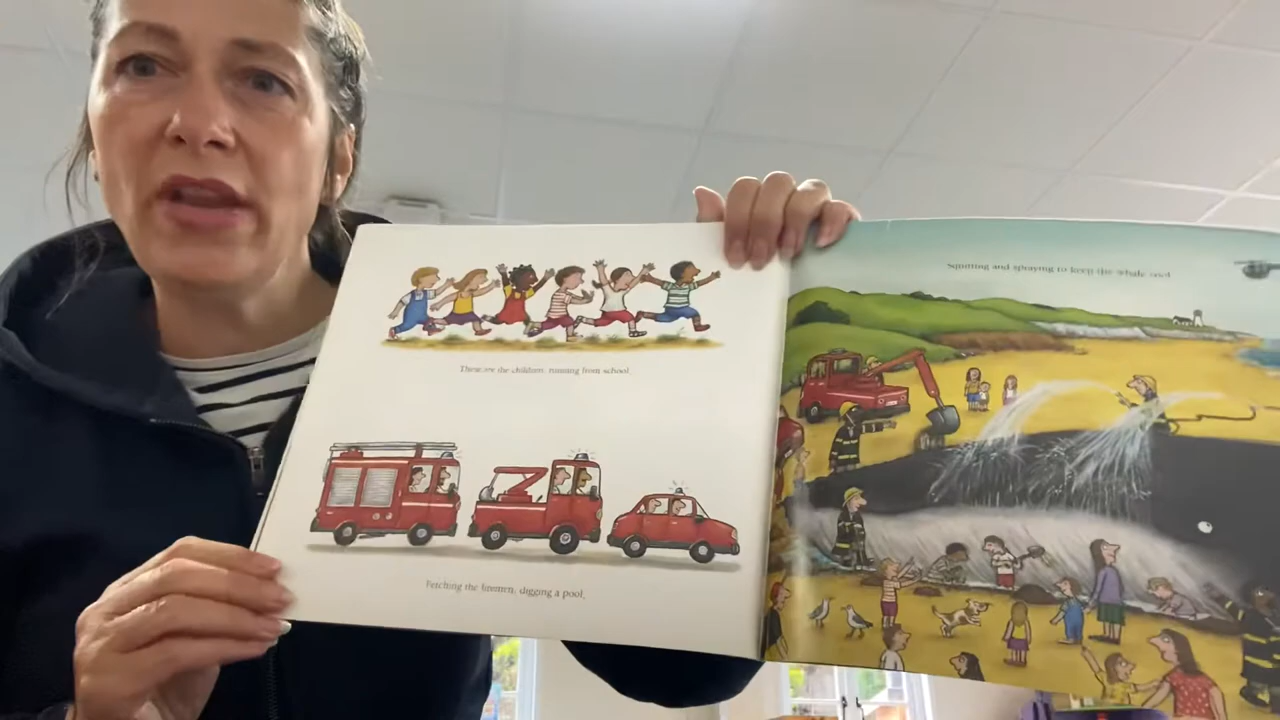 These are the children, running from school,
Fetching the firemen, digging a pool,
Squirting and spraying to keep the whale cool